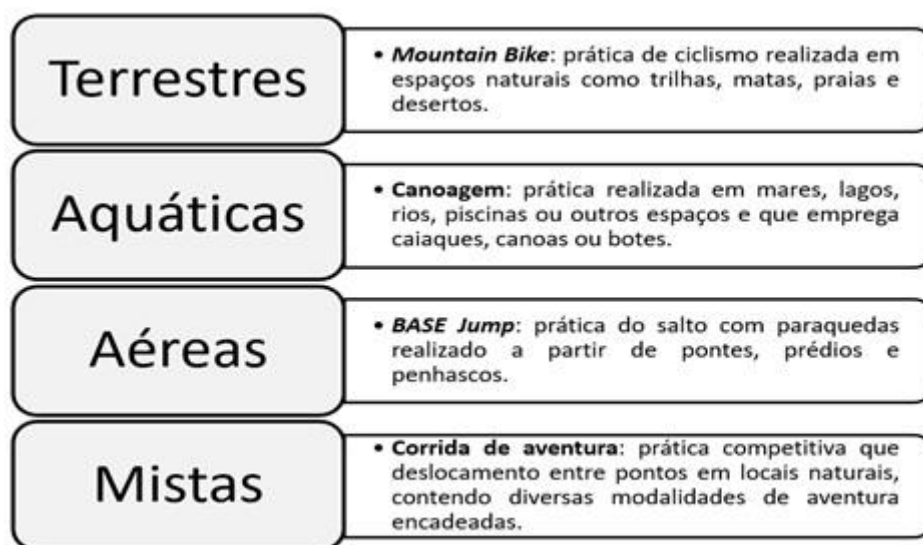 Terrestres
• Mountain Bike: prática de ciclismo realizada em
espaços naturais como trilhas, matas, praias e
desertos.
Aquáticas
• Canoagem: prática realizada em mares, lagos,
rios, piscinas ou outros espaços e que emprega
caiaques, canoas ou botes.
Aéreas
• BASE Jump: prática do salto com paraquedas
realizado a partir de pontes, prédios e
penhascos.
Mistas
• Corrida de aventura: prática competitiva que
deslocamento entre pontos em locais naturais,
contendo diversas modalidades de aventura
encadeadas.